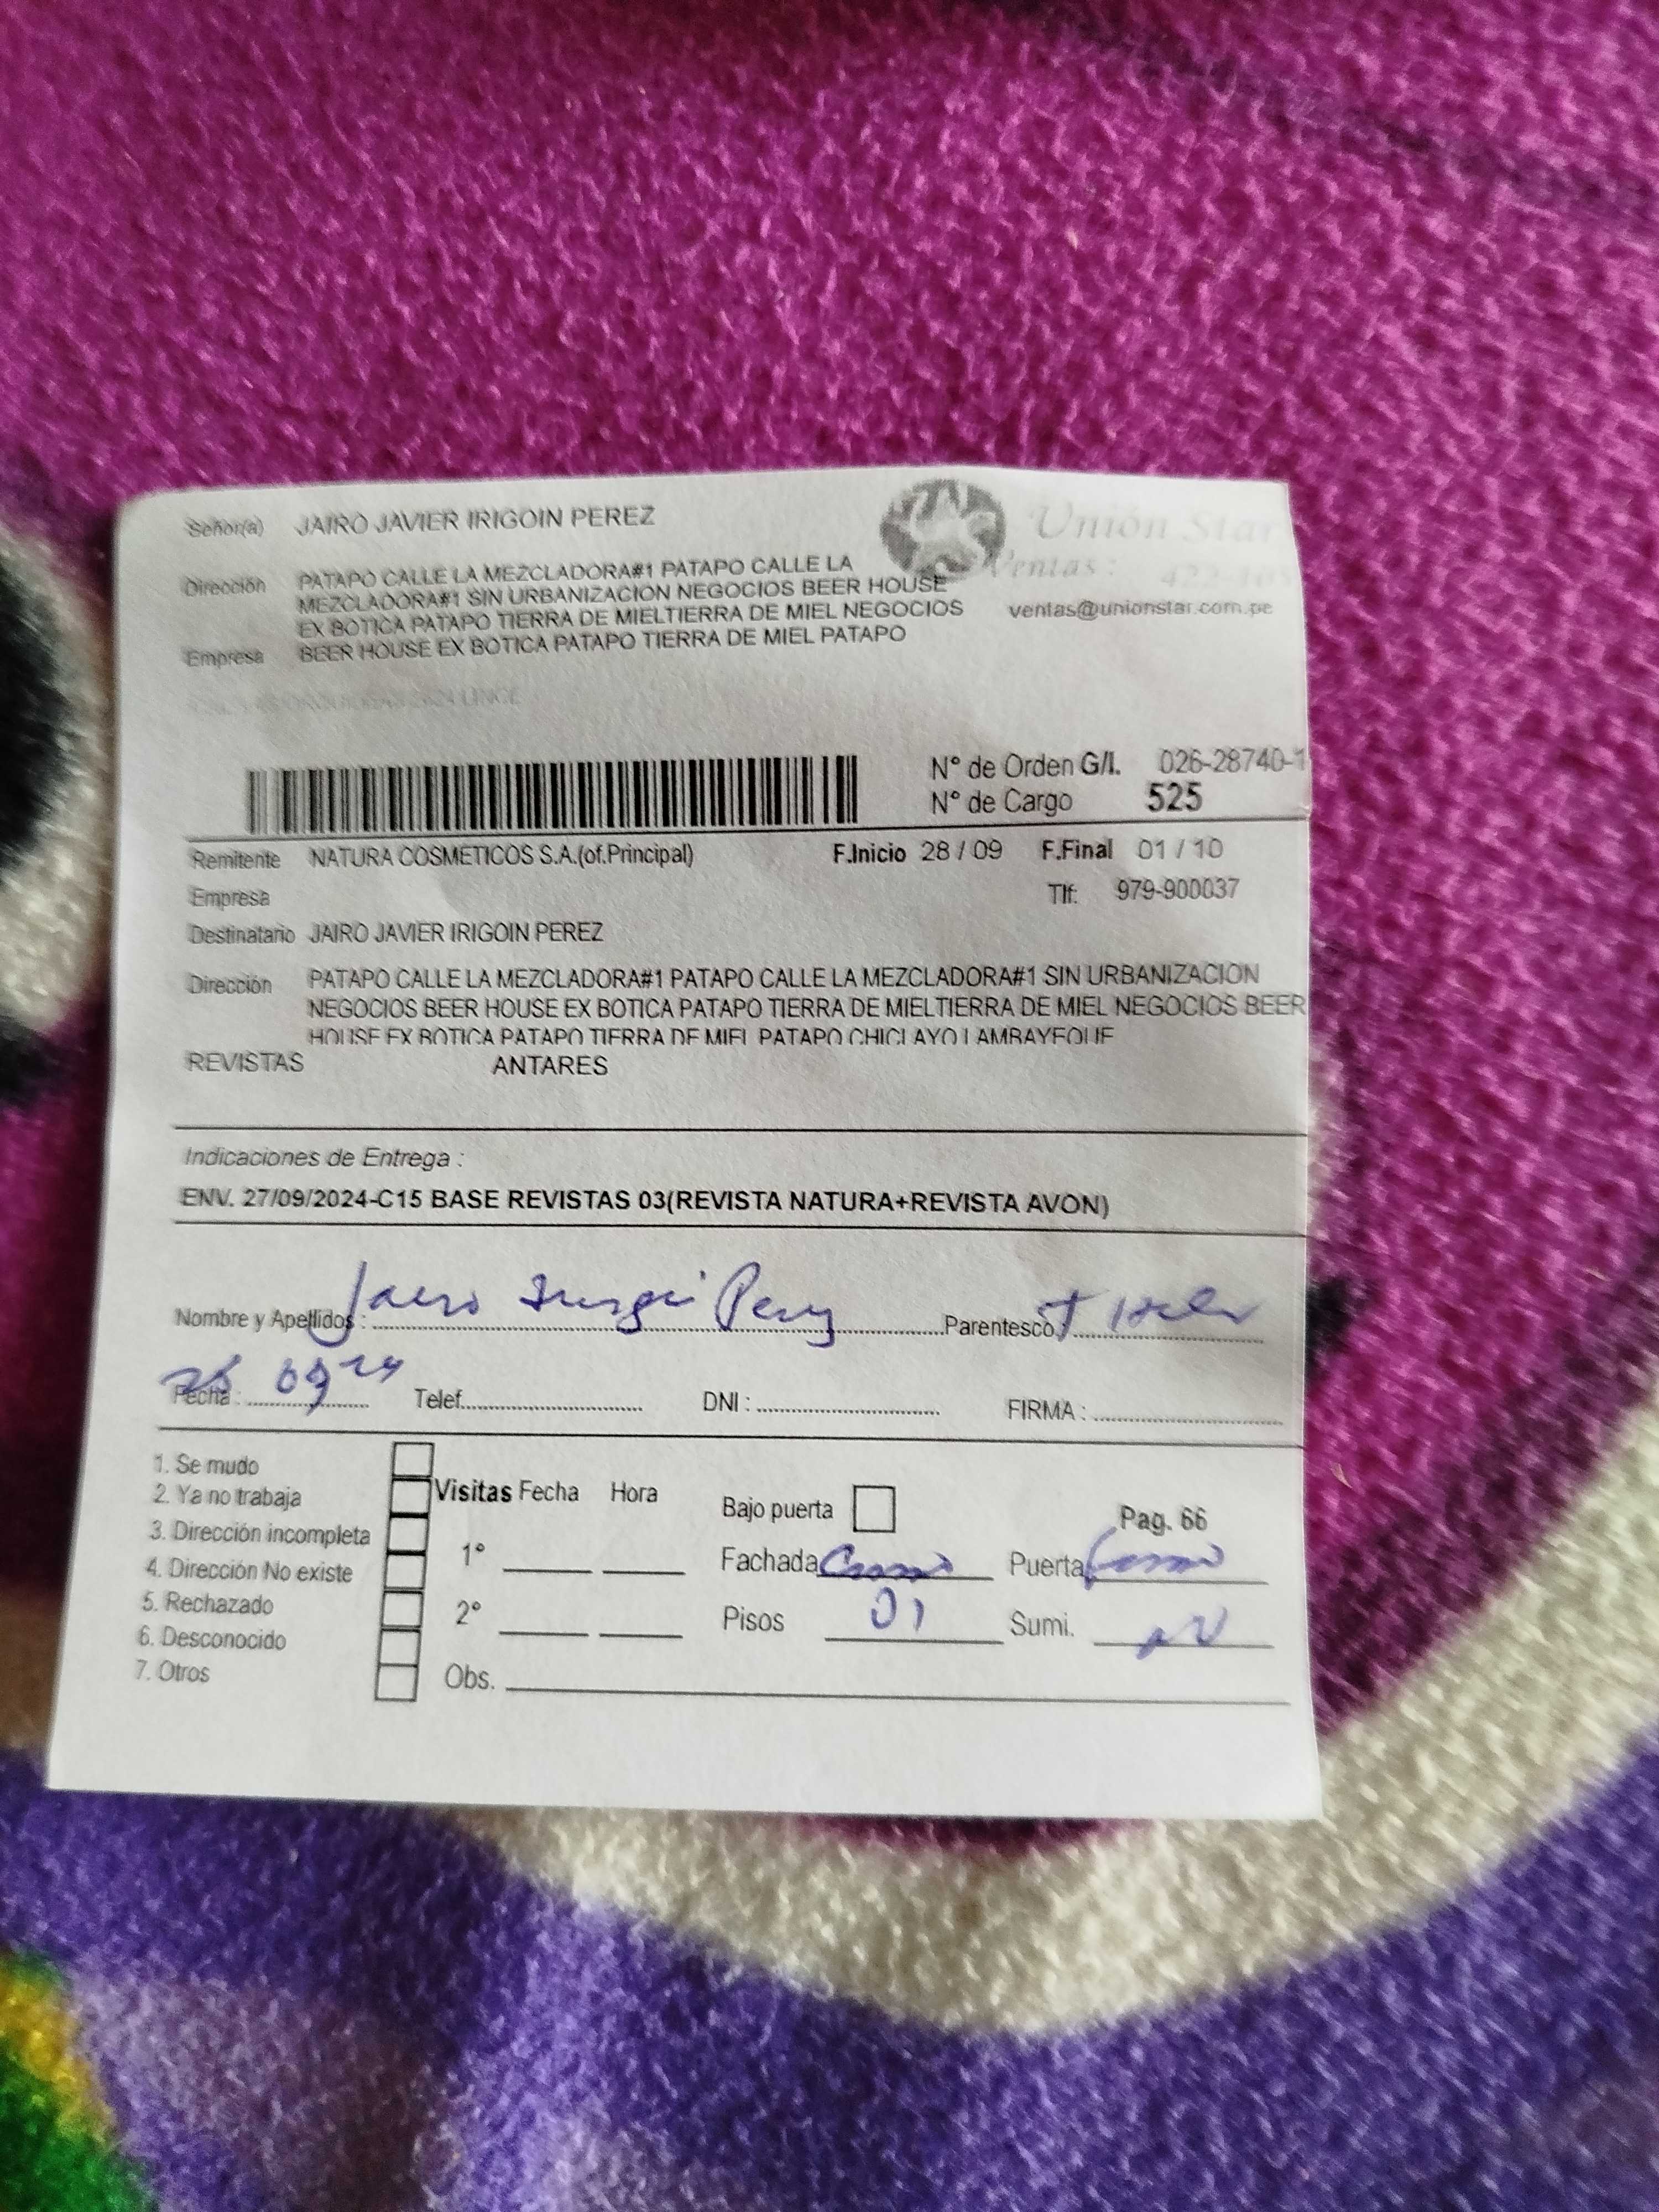 Señor(a) JAIRO JAVIER IRIGOIN PEREZ
Unión Star
Ventas:
Dirección PATAPO CALLE LA MEZCLADORA#1 PATAPO CALLE LA
MEZCLADORA#1 SIN URBANIZACION NEGOCIOS BEER HOUSE
EX BOTICA PATAPO TIERRA DE MIELTIERRA DE MIEL NEGOCIOS
ventas@unionstar.com.pe
Empresa BEER HOUSE EX BOTICA PATAPO TIERRA DE MIEL PATAPO
LINCE
N° de Orden G/I. 026-28740-1
N° de Cargo 525
Remitente NATURA COSMETICOS S.A.(of.Principal) F.Inicio 28 / 09 F.Final 01 / 10
Empresa Tlf: 979-900037
Destinatario JAIRO JAVIER IRIGOIN PEREZ
Dirección PATAPO CALLE LA MEZCLADORA#1 PATAPO CALLE LA MEZCLADORA#1 SIN URBANIZACION
NEGOCIOS BEER HOUSE EX BOTICA PATAPO TIERRA DE MIELTIERRA DE MIEL NEGOCIOS BEER
HOUSE EX BOTICA PATAPO TIERRA DE MIEL PATAPO CHICLAYO LAMBAYEQUE
REVISTAS ANTARES
Indicaciones de Entrega :
ENV. 27/09/2024-C15 BASE REVISTAS 03(REVISTA NATURA+REVISTA AVON)
Nombre y Apellidos : Jairo Irigoin Perez Parentesco
Fecha : 09 24 Telef. DNI : FIRMA :
1. Se mudo
2. Ya no trabaja
3. Dirección incompleta
4. Dirección No existe
5. Rechazado
6. Desconocido
7. Otros
Visitas Fecha Hora
1°
2°
Obs.
Bajo puerta
Pag. 66
Fachada Puerta
Pisos 01 Sumi.